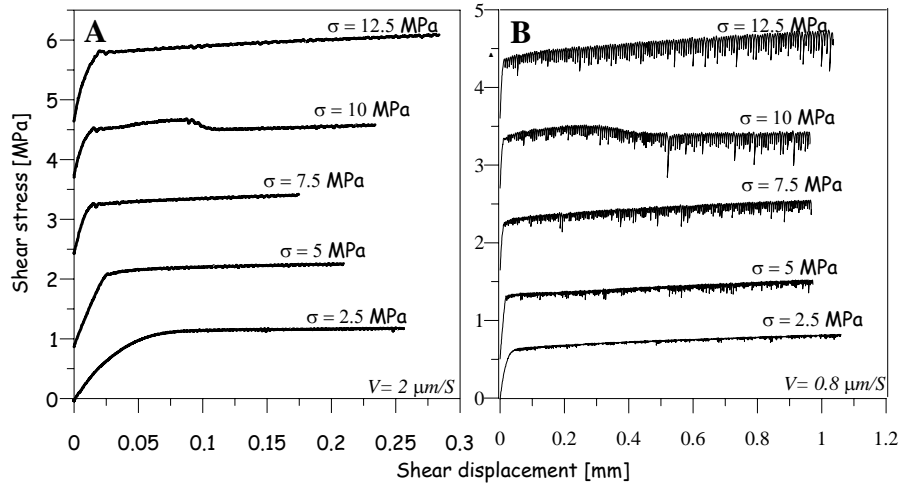 A
B
σ = 12.5 MPa
σ = 10 MPa
σ = 7.5 MPa
σ = 5 MPa
σ = 2.5 MPa
V= 2 μm/S
σ = 12.5 MPa
σ = 10 MPa
σ = 7.5 MPa
σ = 5 MPa
σ = 2.5 MPa
V= 0.8 μm/S
Shear stress [MPa]
6
5
4
3
2
1
0
5
4
3
2
1
0
0 0.05 0.1 0.15 0.2 0.25 0.3
0 0.2 0.4 0.6 0.8 1 1.2
Shear displacement [mm]